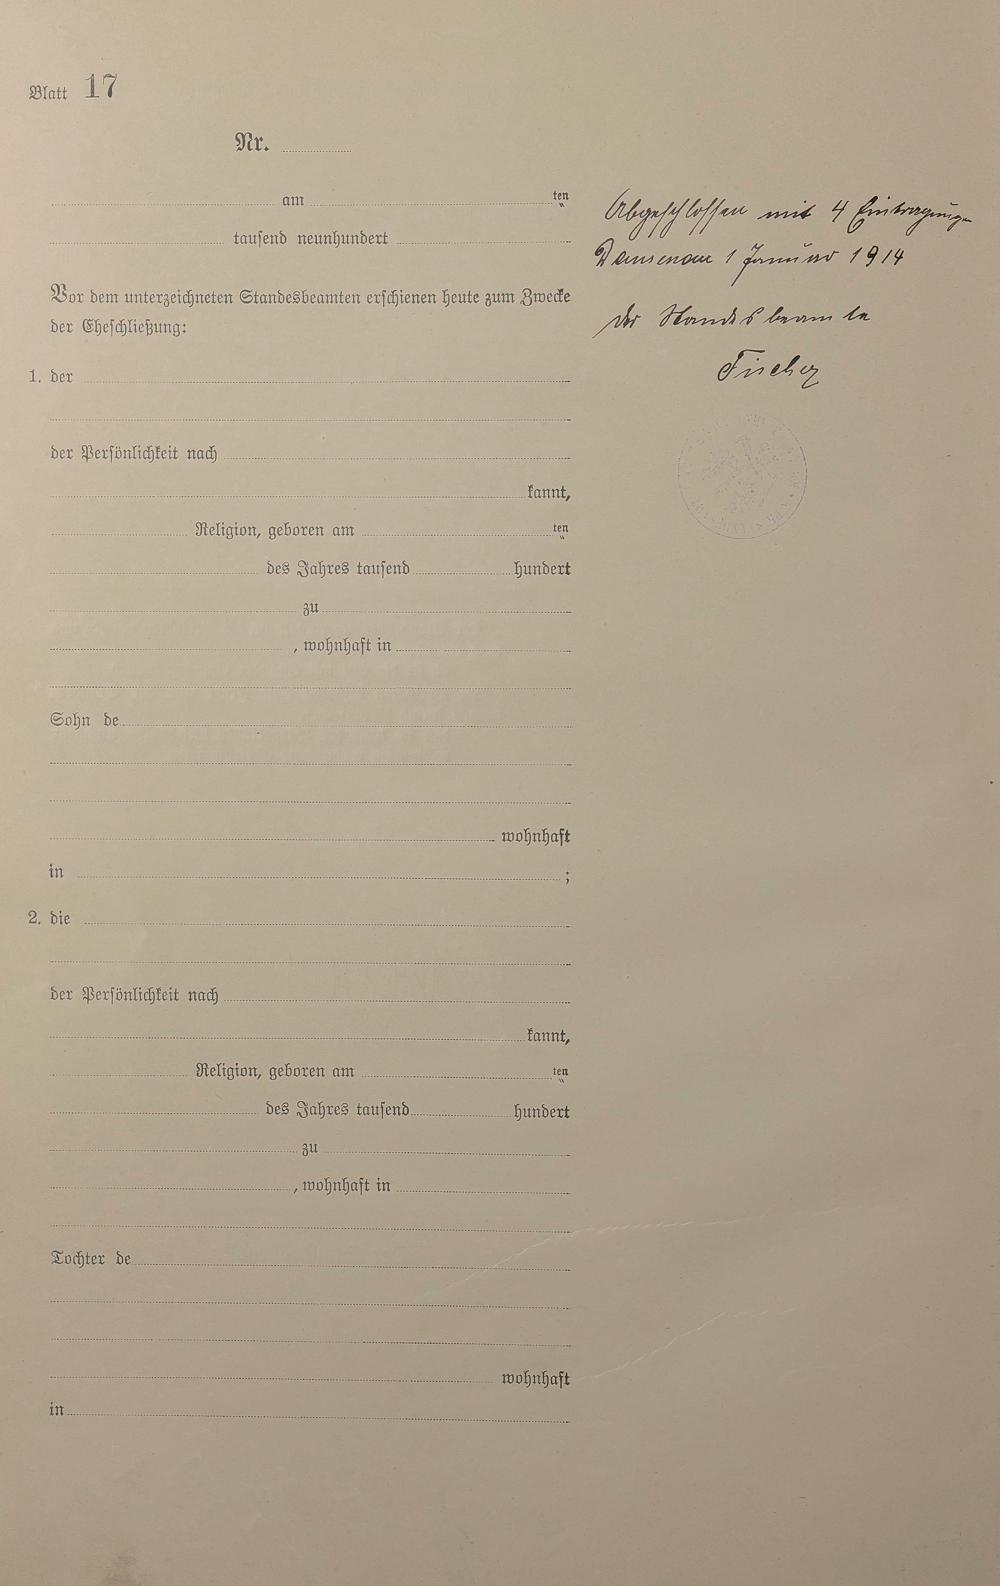 Blatt 17
Nr.
am ten
tausend neunhundert
Vor dem unterzeichneten Standesbeamten erschienen heute zum Zwecke
der Eheschließung:
1. der
der Persönlichkeit nach
kannt,
Religion, geboren am ten
des Jahres tausend hundert
zu
, wohnhaft in
Sohn de
wohnhaft
in ;
2. die
der Persönlichkeit nach
kannt,
Religion, geboren am ten
des Jahres tausend hundert
zu
, wohnhaft in
Tochter de
wohnhaft
in
Abgeschlossen mit 4 Eintragungen
1 Januar 1914
der Standesbeamte
Fischer